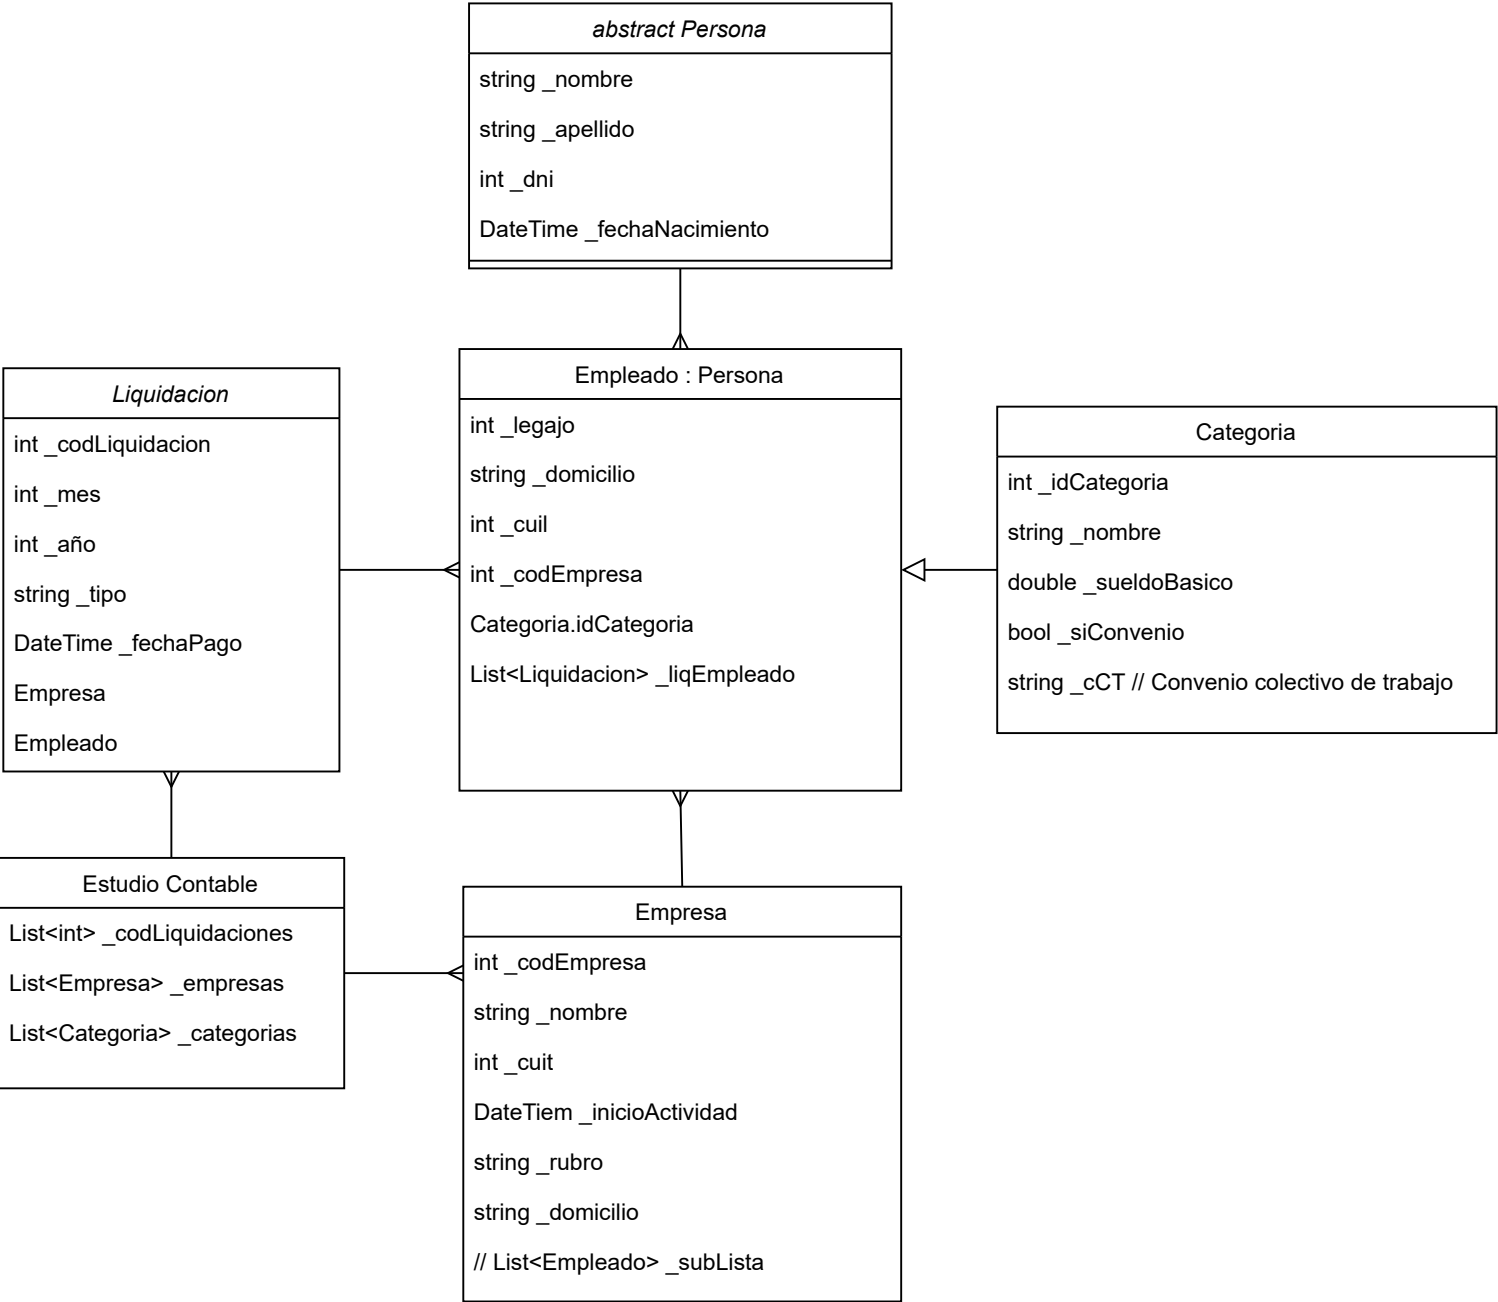 abstract Persona
string _nombre
string _apellido
int _dni
DateTime _fechaNacimiento
Liquidacion
int _codLiquidacion
int _mes
int _año
string _tipo
DateTime _fechaPago
Empresa
Empleado
Empleado : Persona
int _legajo
string _domicilio
int _cuil
int _codEmpresa
Categoria.idCategoria
List<Liquidacion> _liqEmpleado
Categoria
int _idCategoria
string _nombre
double _sueldoBasico
bool _siConvenio
string _cCT // Convenio colectivo de trabajo
Estudio Contable
List<int> _codLiquidaciones
List<Empresa> _empresas
List<Categoria> _categorias
Empresa
int _codEmpresa
string _nombre
int _cuit
DateTiem _inicioActividad
string _rubro
string _domicilio
// List<Empleado> _subLista